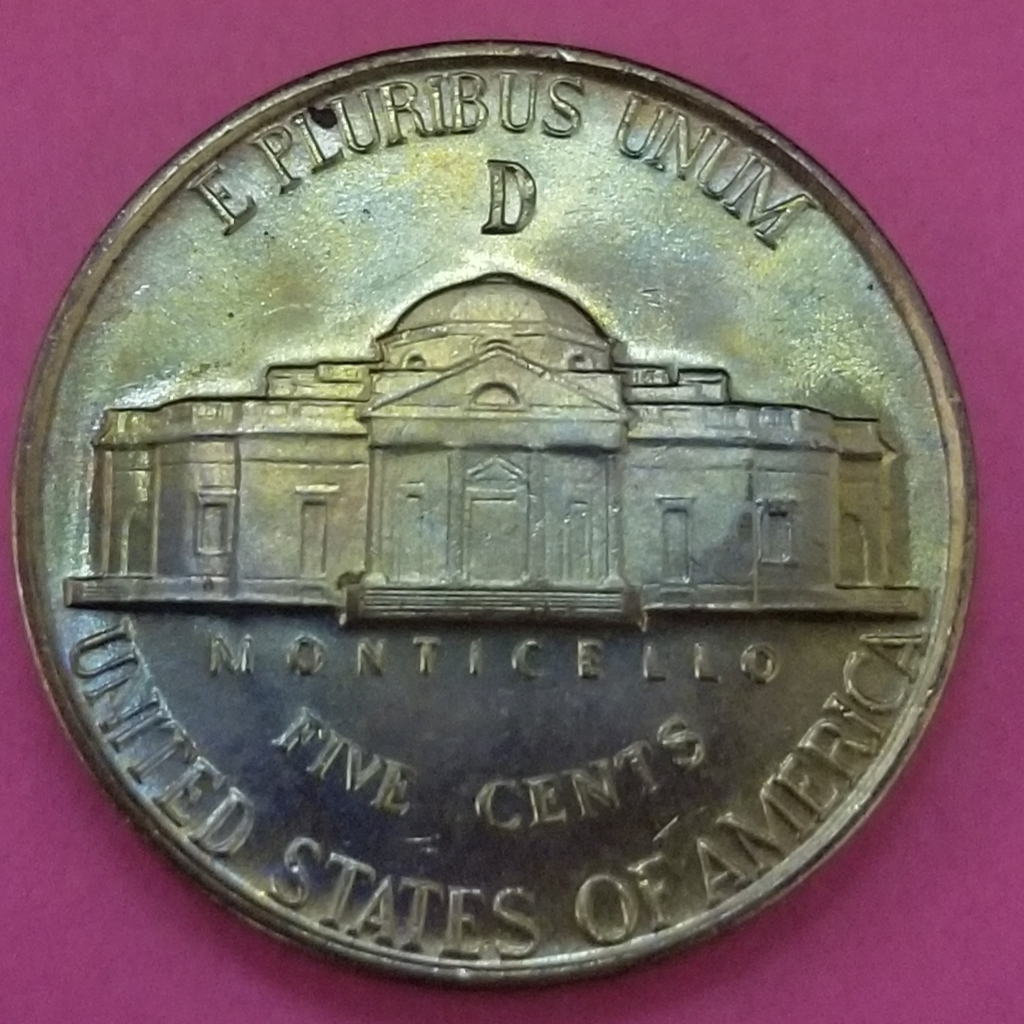 E PLURIBUS UNUM
D
MONTICELLO
FIVE CENTS
UNITED STATES OF AMERICA